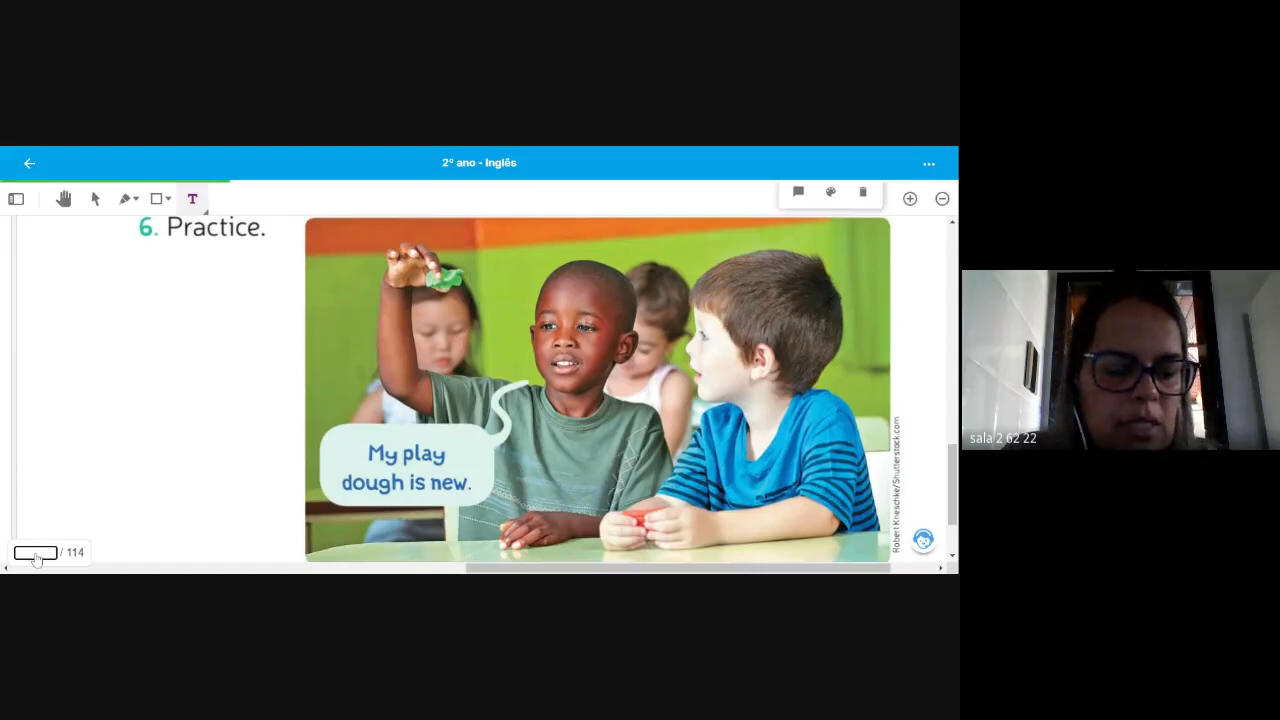 2º ano - Inglês
T
6. Practice.
My play
dough is new.
Robert Kneschke/Shutterstock.com
/ 114
sala 2 62 22